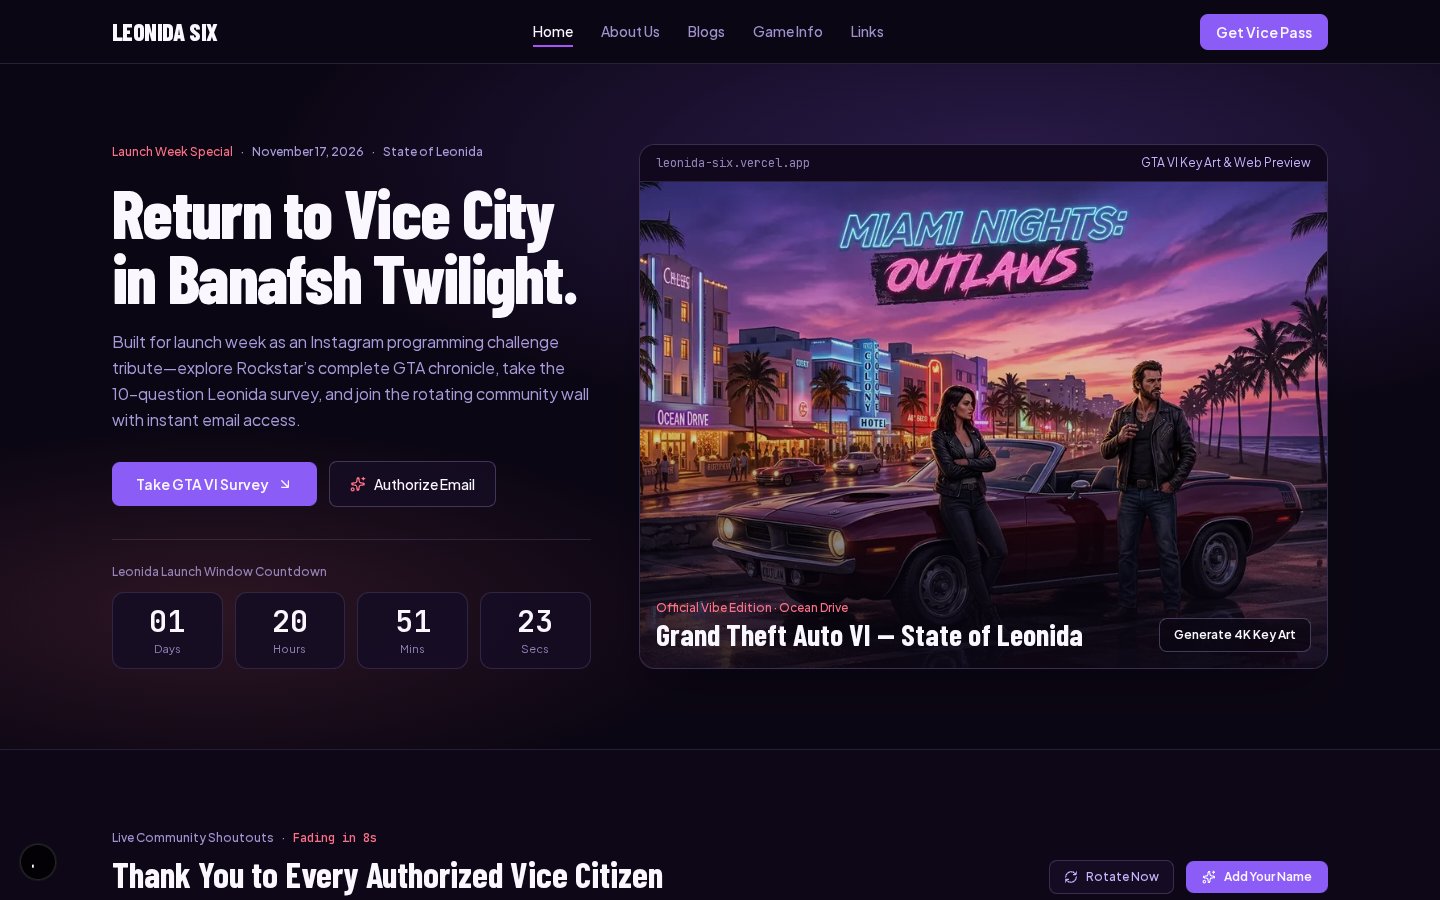 LEONIDA SIX
Home
About Us
Blogs
Game Info
Links
Get Vice Pass
Launch Week Special · November 17, 2026 · State of Leonida
Return to Vice City
in Banafsh Twilight.
Built for launch week as an Instagram programming challenge
tribute—explore Rockstar's complete GTA chronicle, take the
10-question Leonida survey, and join the rotating community wall
with instant email access.
Take GTA VI Survey
Authorize Email
Leonida Launch Window Countdown
01
Days
20
Hours
51
Mins
23
Secs
leonida-six.vercel.app
GTA VI Key Art & Web Preview
MIAMI NIGHTS:
OUTLAWS
OCEAN DRIVE
COLONY
HOTEL
Official Vibe Edition · Ocean Drive
Grand Theft Auto VI — State of Leonida
Generate 4K Key Art
Live Community Shoutouts · Fading in 8s
Thank You to Every Authorized Vice Citizen
Rotate Now
Add Your Name